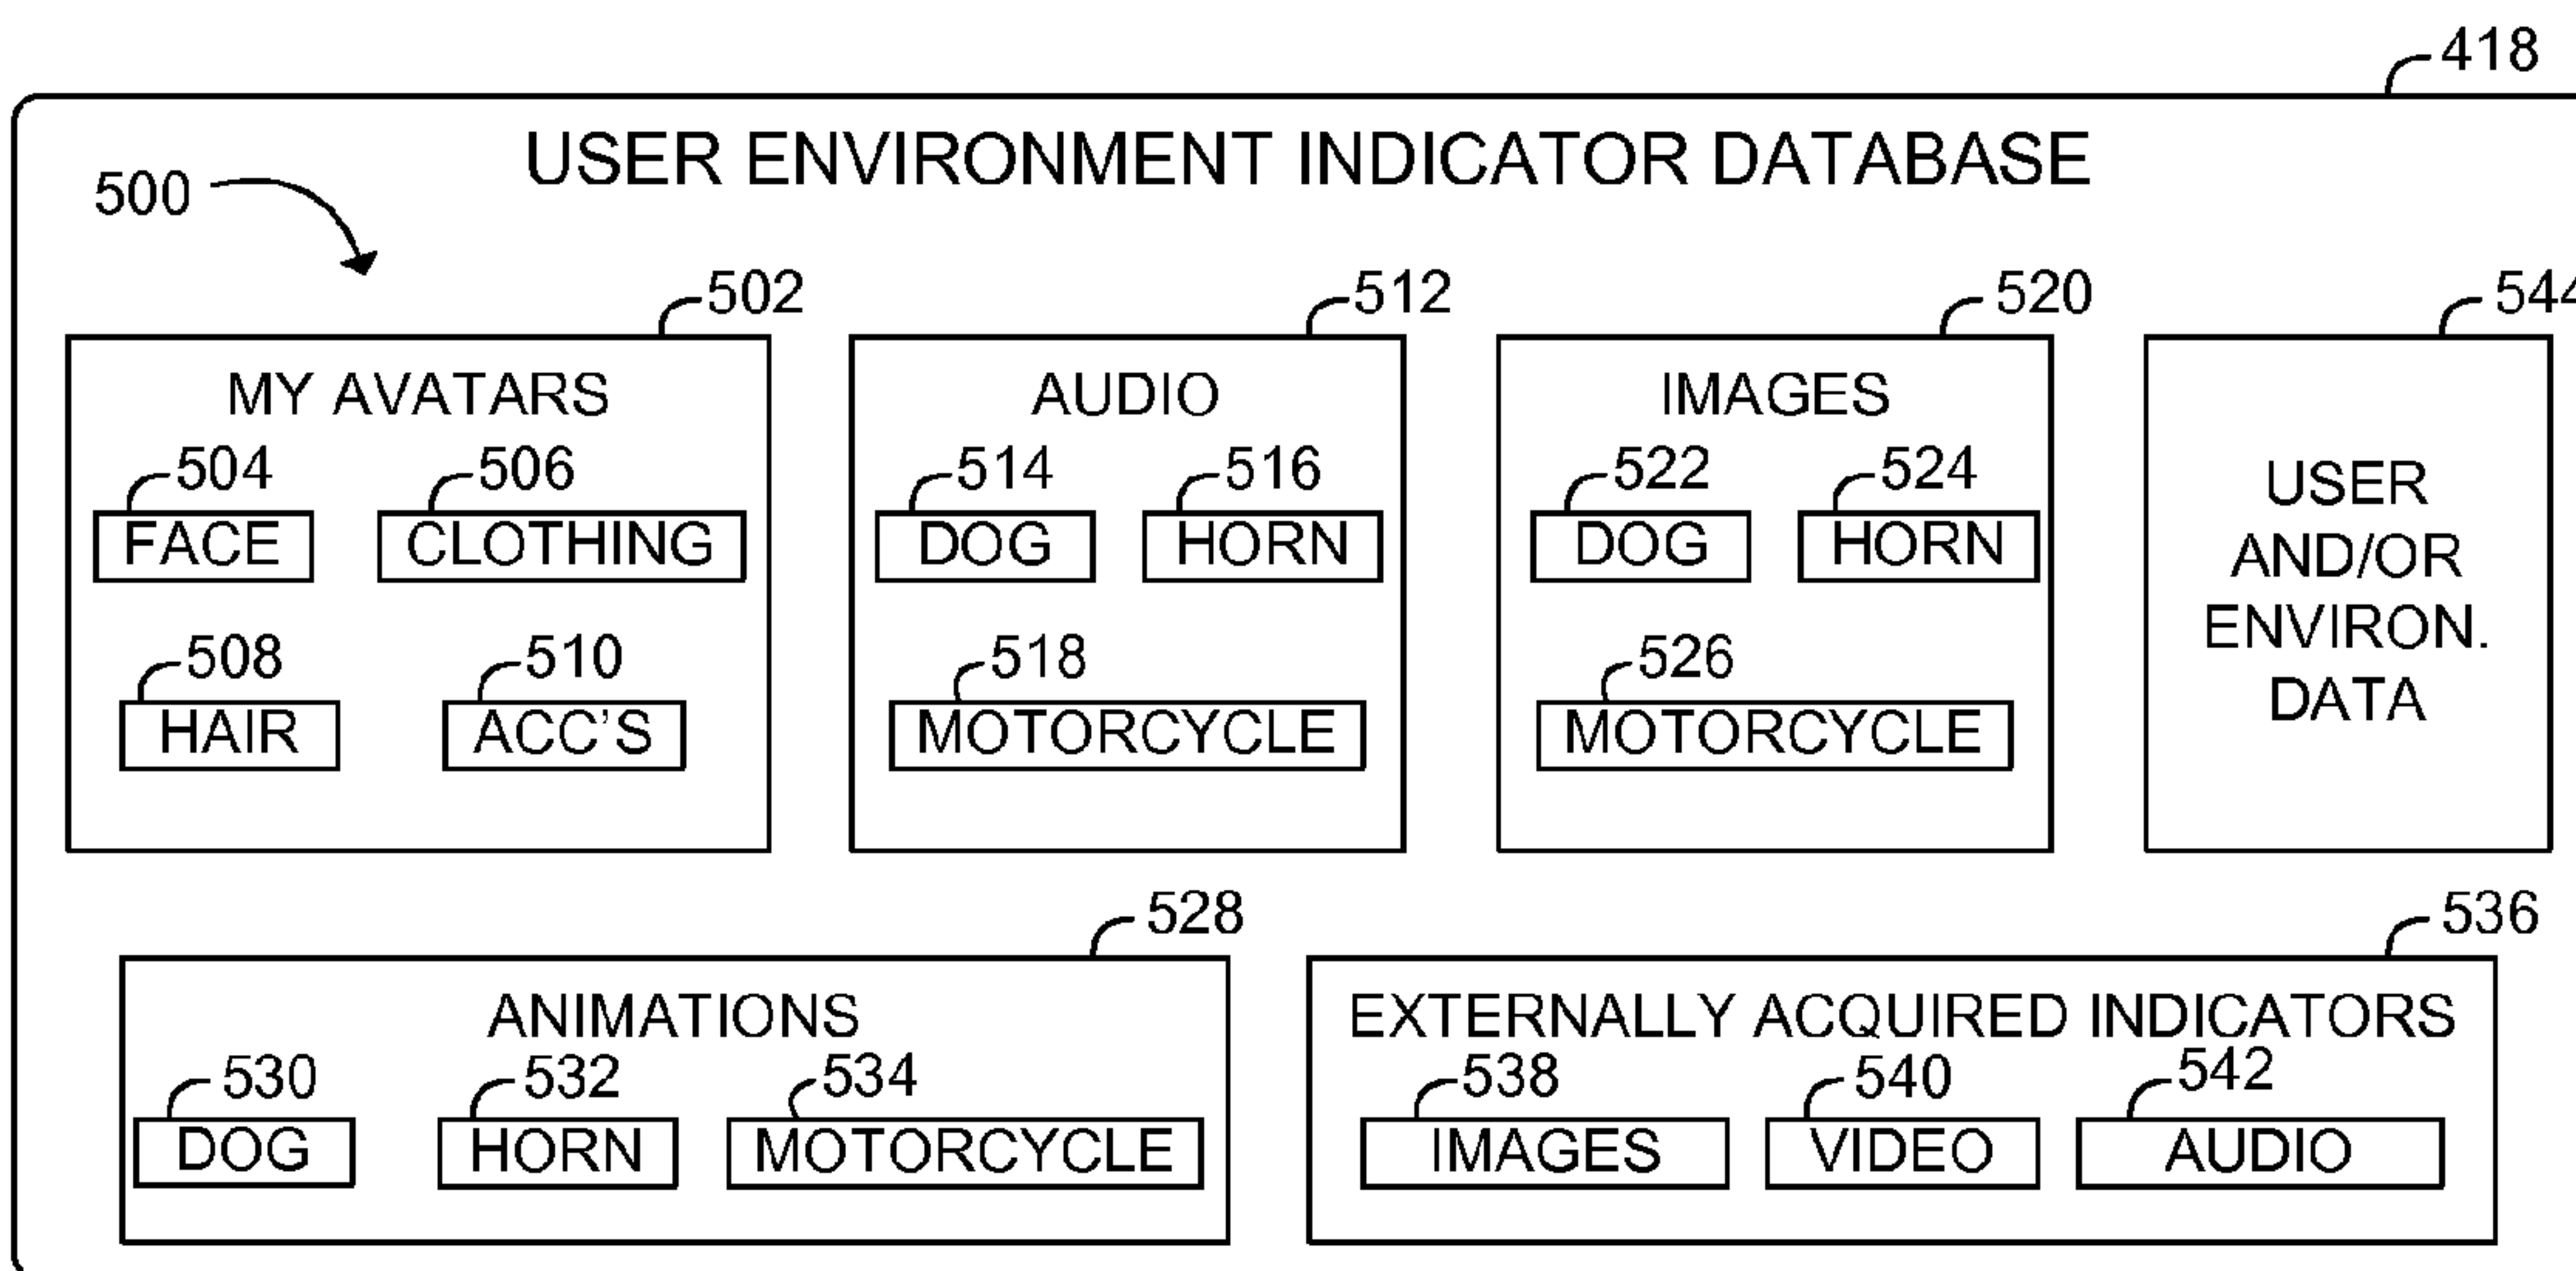 418
USER ENVIRONMENT INDICATOR DATABASE
500
502
MY AVATARS
504 506
FACE CLOTHING
508 510
HAIR ACC'S
512
AUDIO
514 516
DOG HORN
518
MOTORCYCLE
520
IMAGES
522 524
DOG HORN
526
MOTORCYCLE
544
USER
AND/OR
ENVIRON.
DATA
528
ANIMATIONS
530 532 534
DOG HORN MOTORCYCLE
536
EXTERNALLY ACQUIRED INDICATORS
538 540 542
IMAGES VIDEO AUDIO